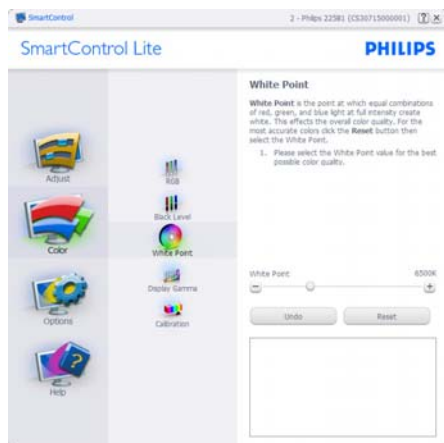 SmartControl
2 - Philips 225B1 (CS30715000001)
SmartControl Lite
PHILIPS
Adjust
Color
Options
Help
RGB
Black Level
White Point
Display Gamma
Calibration
White Point
White Point is the point at which equal combinations
of red, green, and blue light at full intensity create
white. This effects the overall color quality. For the
most accurate colors click the Reset button then
select the White Point.
1. Please select the White Point value for the best
possible color quality.
White Point 6500K
Undo Reset